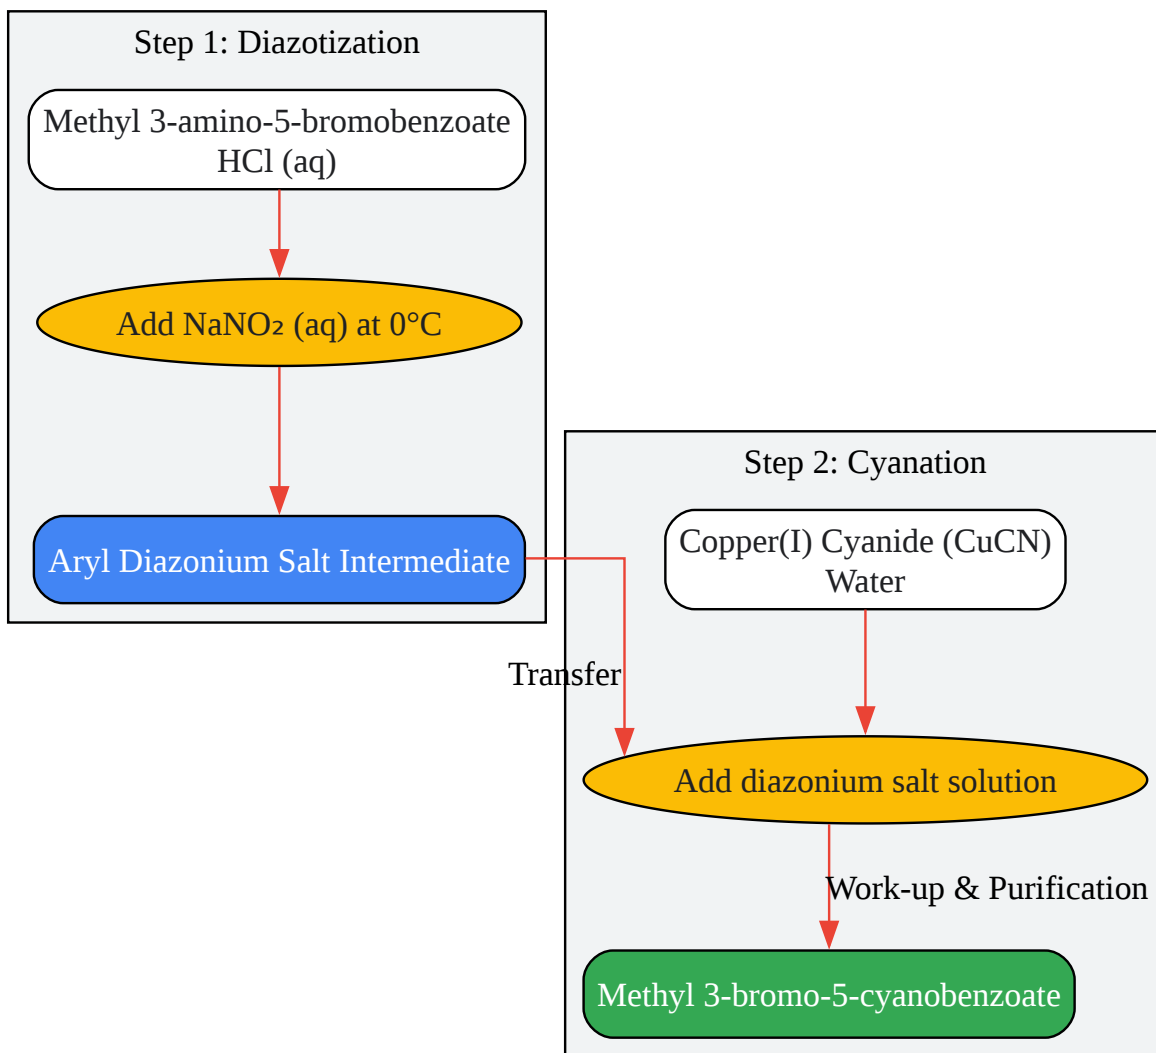 Step 1: Diazotization
Methyl 3-amino-5-bromobenzoate
HCl (aq)
Add NaNO₂ (aq) at 0°C
Aryl Diazonium Salt Intermediate
Transfer
Step 2: Cyanation
Copper(I) Cyanide (CuCN)
Water
Add diazonium salt solution
Work-up & Purification
Methyl 3-bromo-5-cyanobenzoate